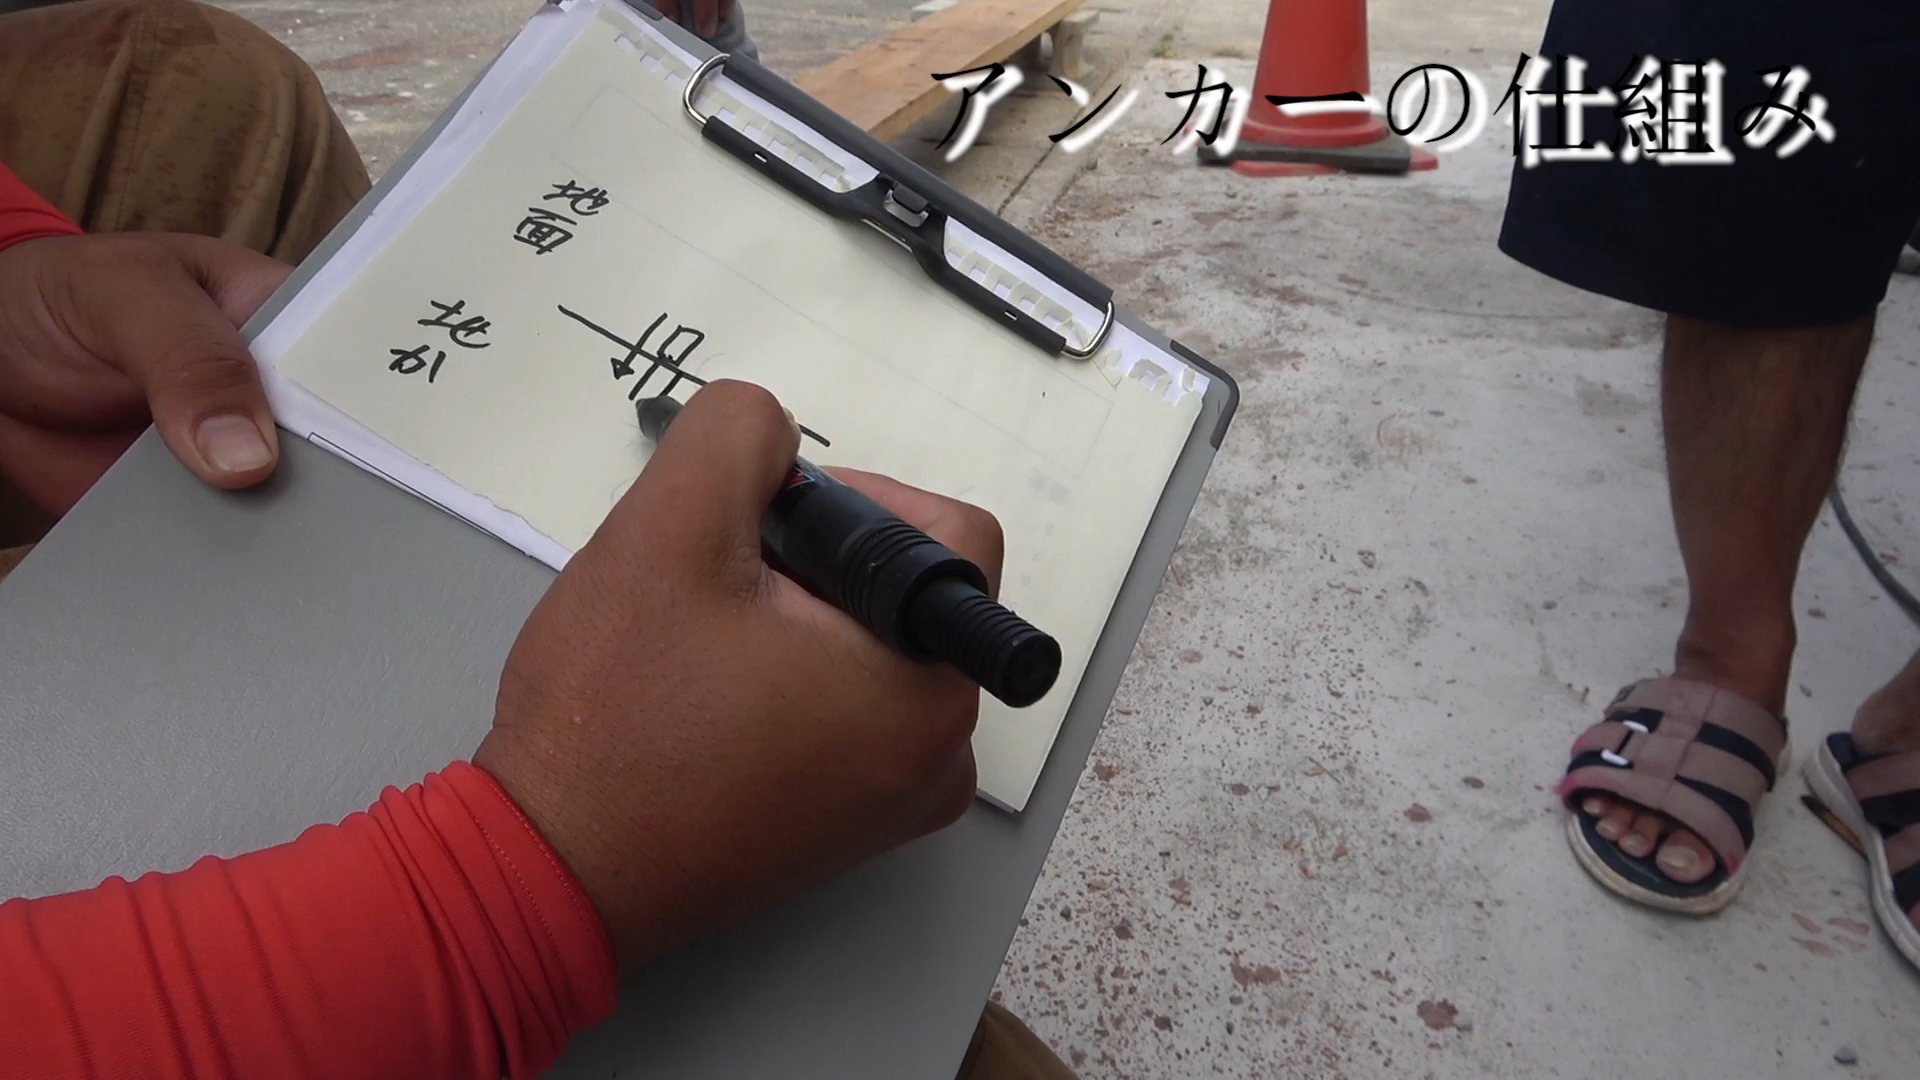 アンカーの仕組み
地面
地か